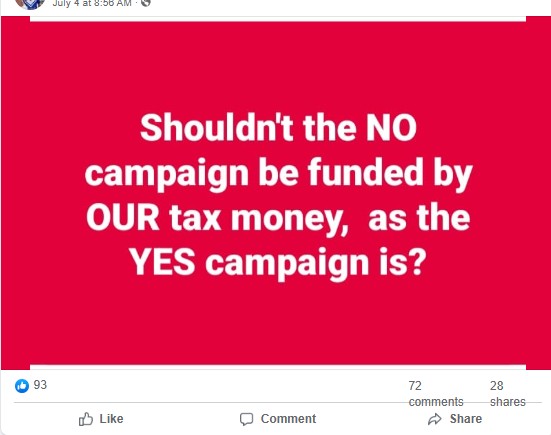 July 4 at 8:56 AM ·
Shouldn't the NO
campaign be funded by
OUR tax money,  as the
YES campaign is?
93
72 comments
28 shares
Like
Comment
Share